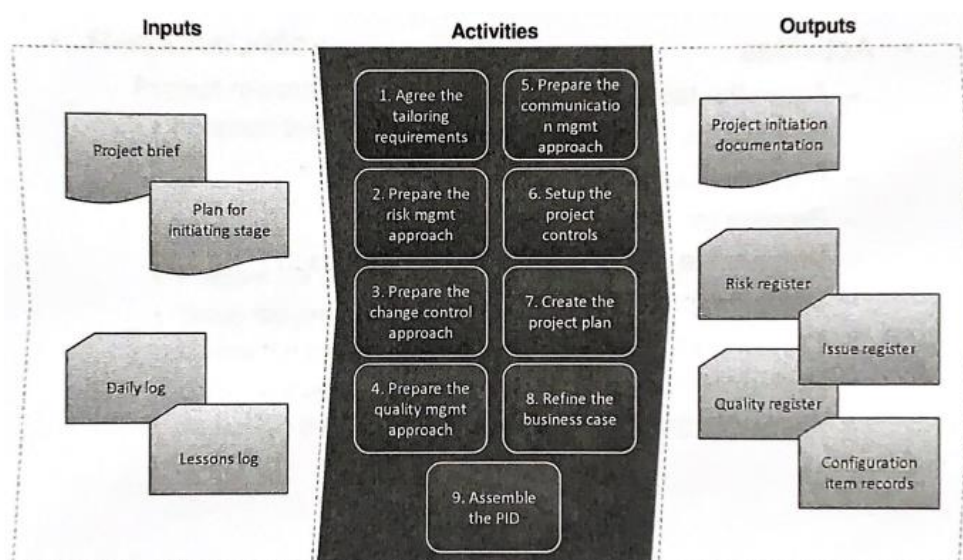 Inputs
Activities
Outputs
Project brief
Plan for
initiating stage
Daily log
Lessons log
1. Agree the
tailoring
requirements
2. Prepare the
risk mgmt
approach
3. Prepare the
change control
approach
4. Prepare the
quality mgmt
approach
5. Prepare the
communicatio
n mgmt
approach
6. Setup the
project
controls
7. Create the
project plan
8. Refine the
business case
9. Assemble
the PID
Project initiation
documentation
Risk register
Issue register
Quality register
Configuration
item records